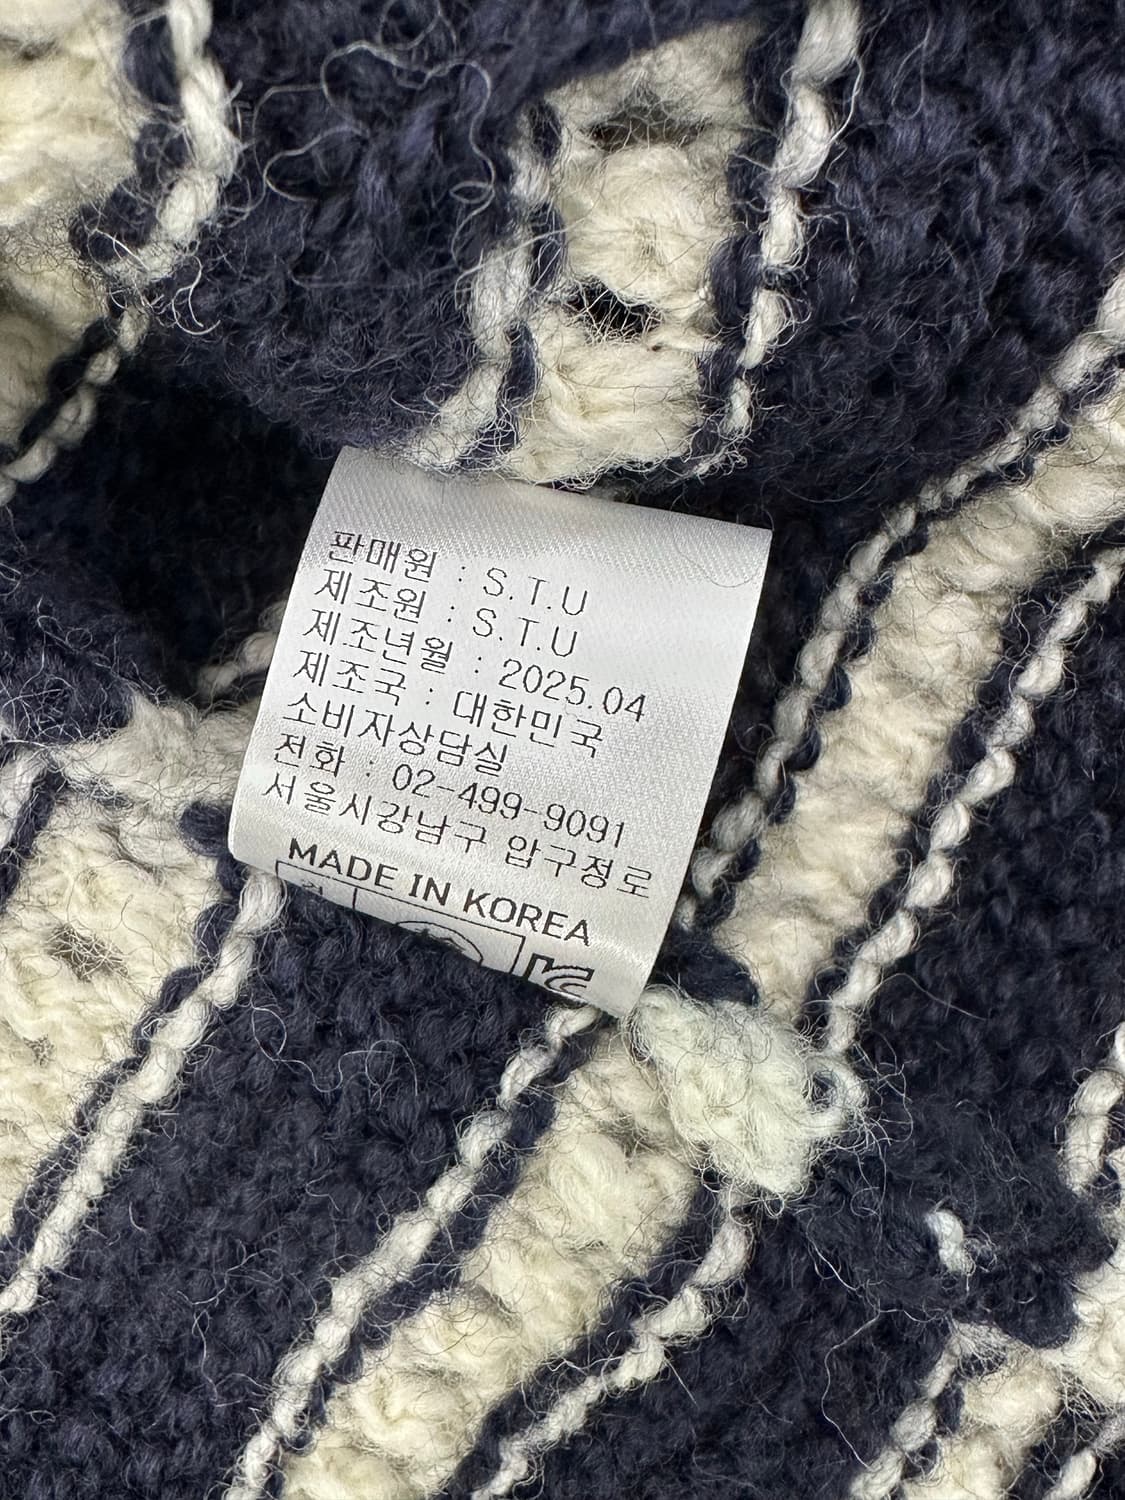 판매원 : S.T.U
제조원 : S.T.U
제조년월 : 2025.04
제조국 : 대한민국
소비자상담실
전화 : 02-499-9091
서울시강남구 압구정로
MADE IN KOREA